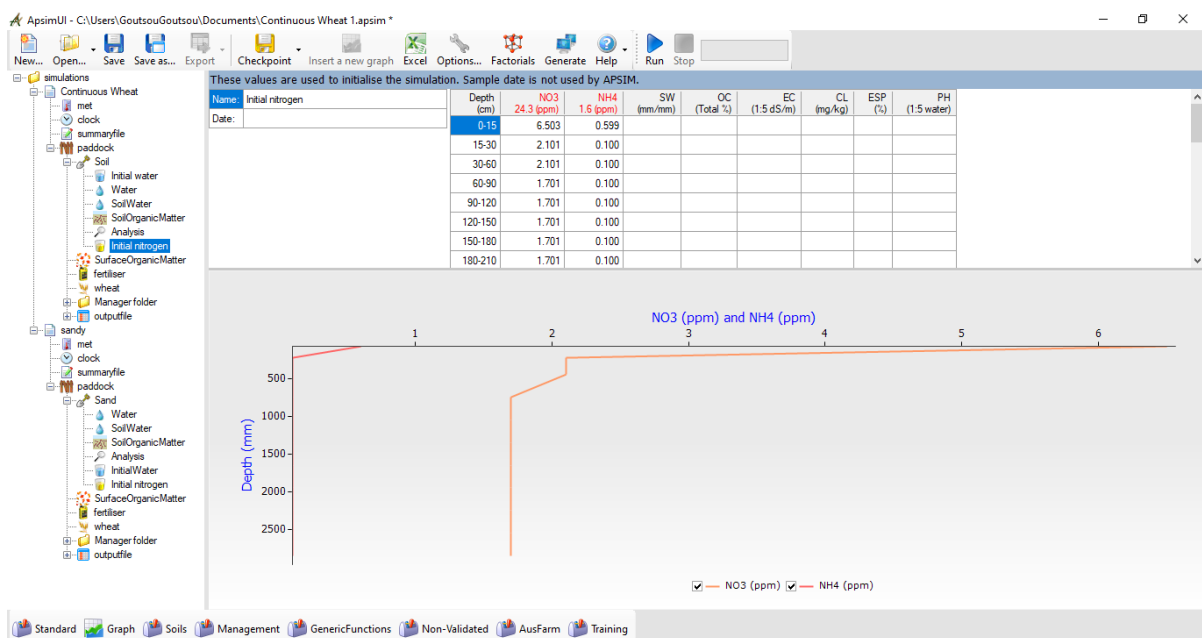 ApsimUI - C:\Users\GoutsouGoutsou\Documents\Continuous Wheat 1.apsim *
New... Open... Save Save as... Export Checkpoint Insert a new graph Excel Options... Factorials Generate Help Run Stop
simulations
Continuous Wheat
met
clock
summaryfile
paddock
Soil
Initial water
Water
SoilWater
SoilOrganicMatter
Analysis
Initial nitrogen
SurfaceOrganicMatter
fertiliser
wheat
Manager folder
outputfile
sandy
met
clock
summaryfile
paddock
Sand
Water
SoilWater
SoilOrganicMatter
Analysis
InitialWater
Initial nitrogen
SurfaceOrganicMatter
fertiliser
wheat
Manager folder
outputfile
These values are used to initialise the simulation. Sample date is not used by APSIM.
Name: Initial nitrogen
Date:
Depth NO3 NH4 SW OC EC CL ESP PH
(cm) 24.3 (ppm) 1.6 (ppm) (mm/mm) (Total %) (1:5 dS/m) (mg/kg) (%) (1:5 water)
0-15 6.503 0.599
15-30 2.101 0.100
30-60 2.101 0.100
60-90 1.701 0.100
90-120 1.701 0.100
120-150 1.701 0.100
150-180 1.701 0.100
180-210 1.701 0.100
NO3 (ppm) and NH4 (ppm)
1 2 3 4 5 6
Depth (mm)
500
1000
1500
2000
2500
NO3 (ppm) NH4 (ppm)
Standard Graph Soils Management GenericFunctions Non-Validated AusFarm Training